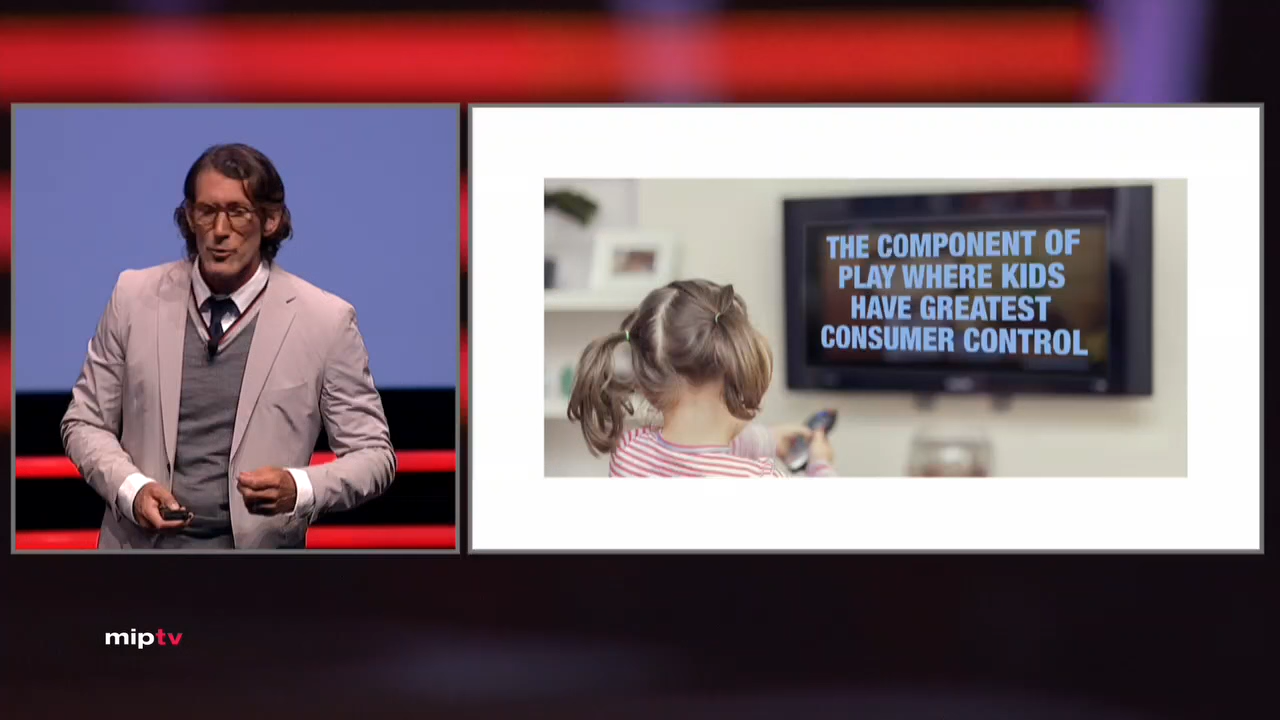 THE COMPONENT OF
PLAY WHERE KIDS
HAVE GREATEST
CONSUMER CONTROL
miptv